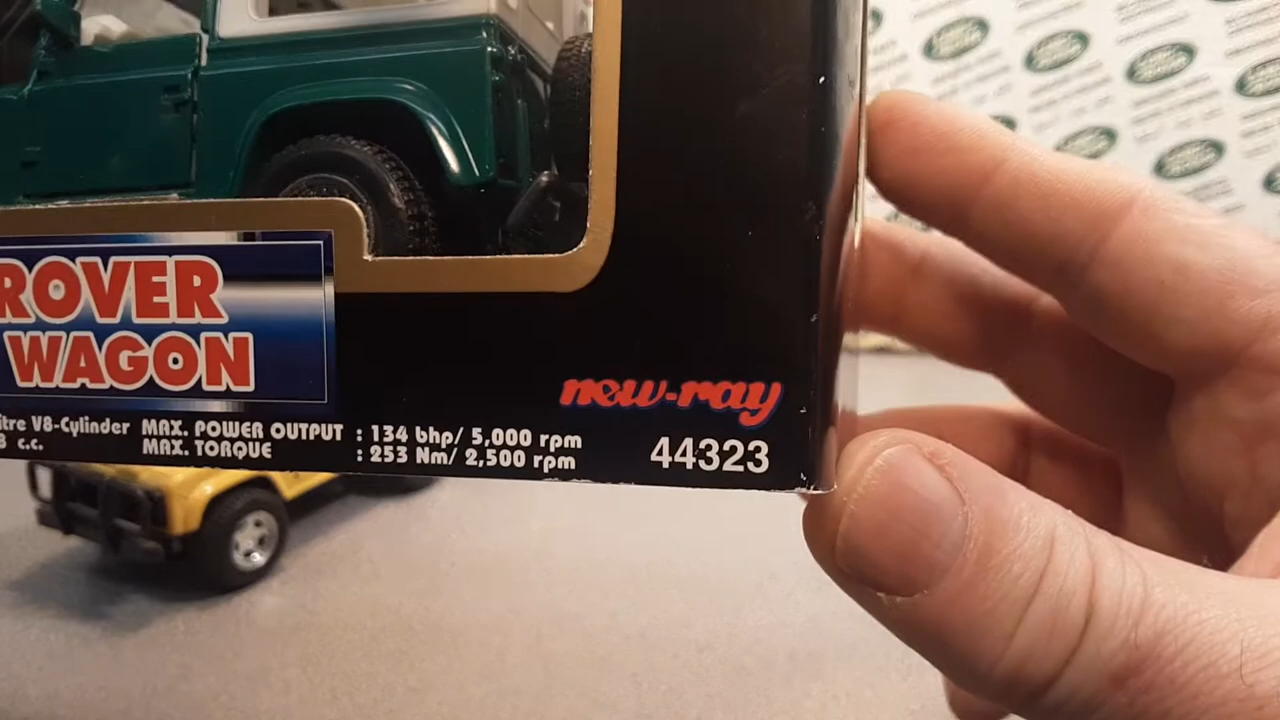 ROVER
WAGON
new-ray
itre V8-Cylinder MAX. POWER OUTPUT : 134 bhp/ 5,000 rpm
c.c. MAX. TORQUE : 253 Nm/ 2,500 rpm
44323